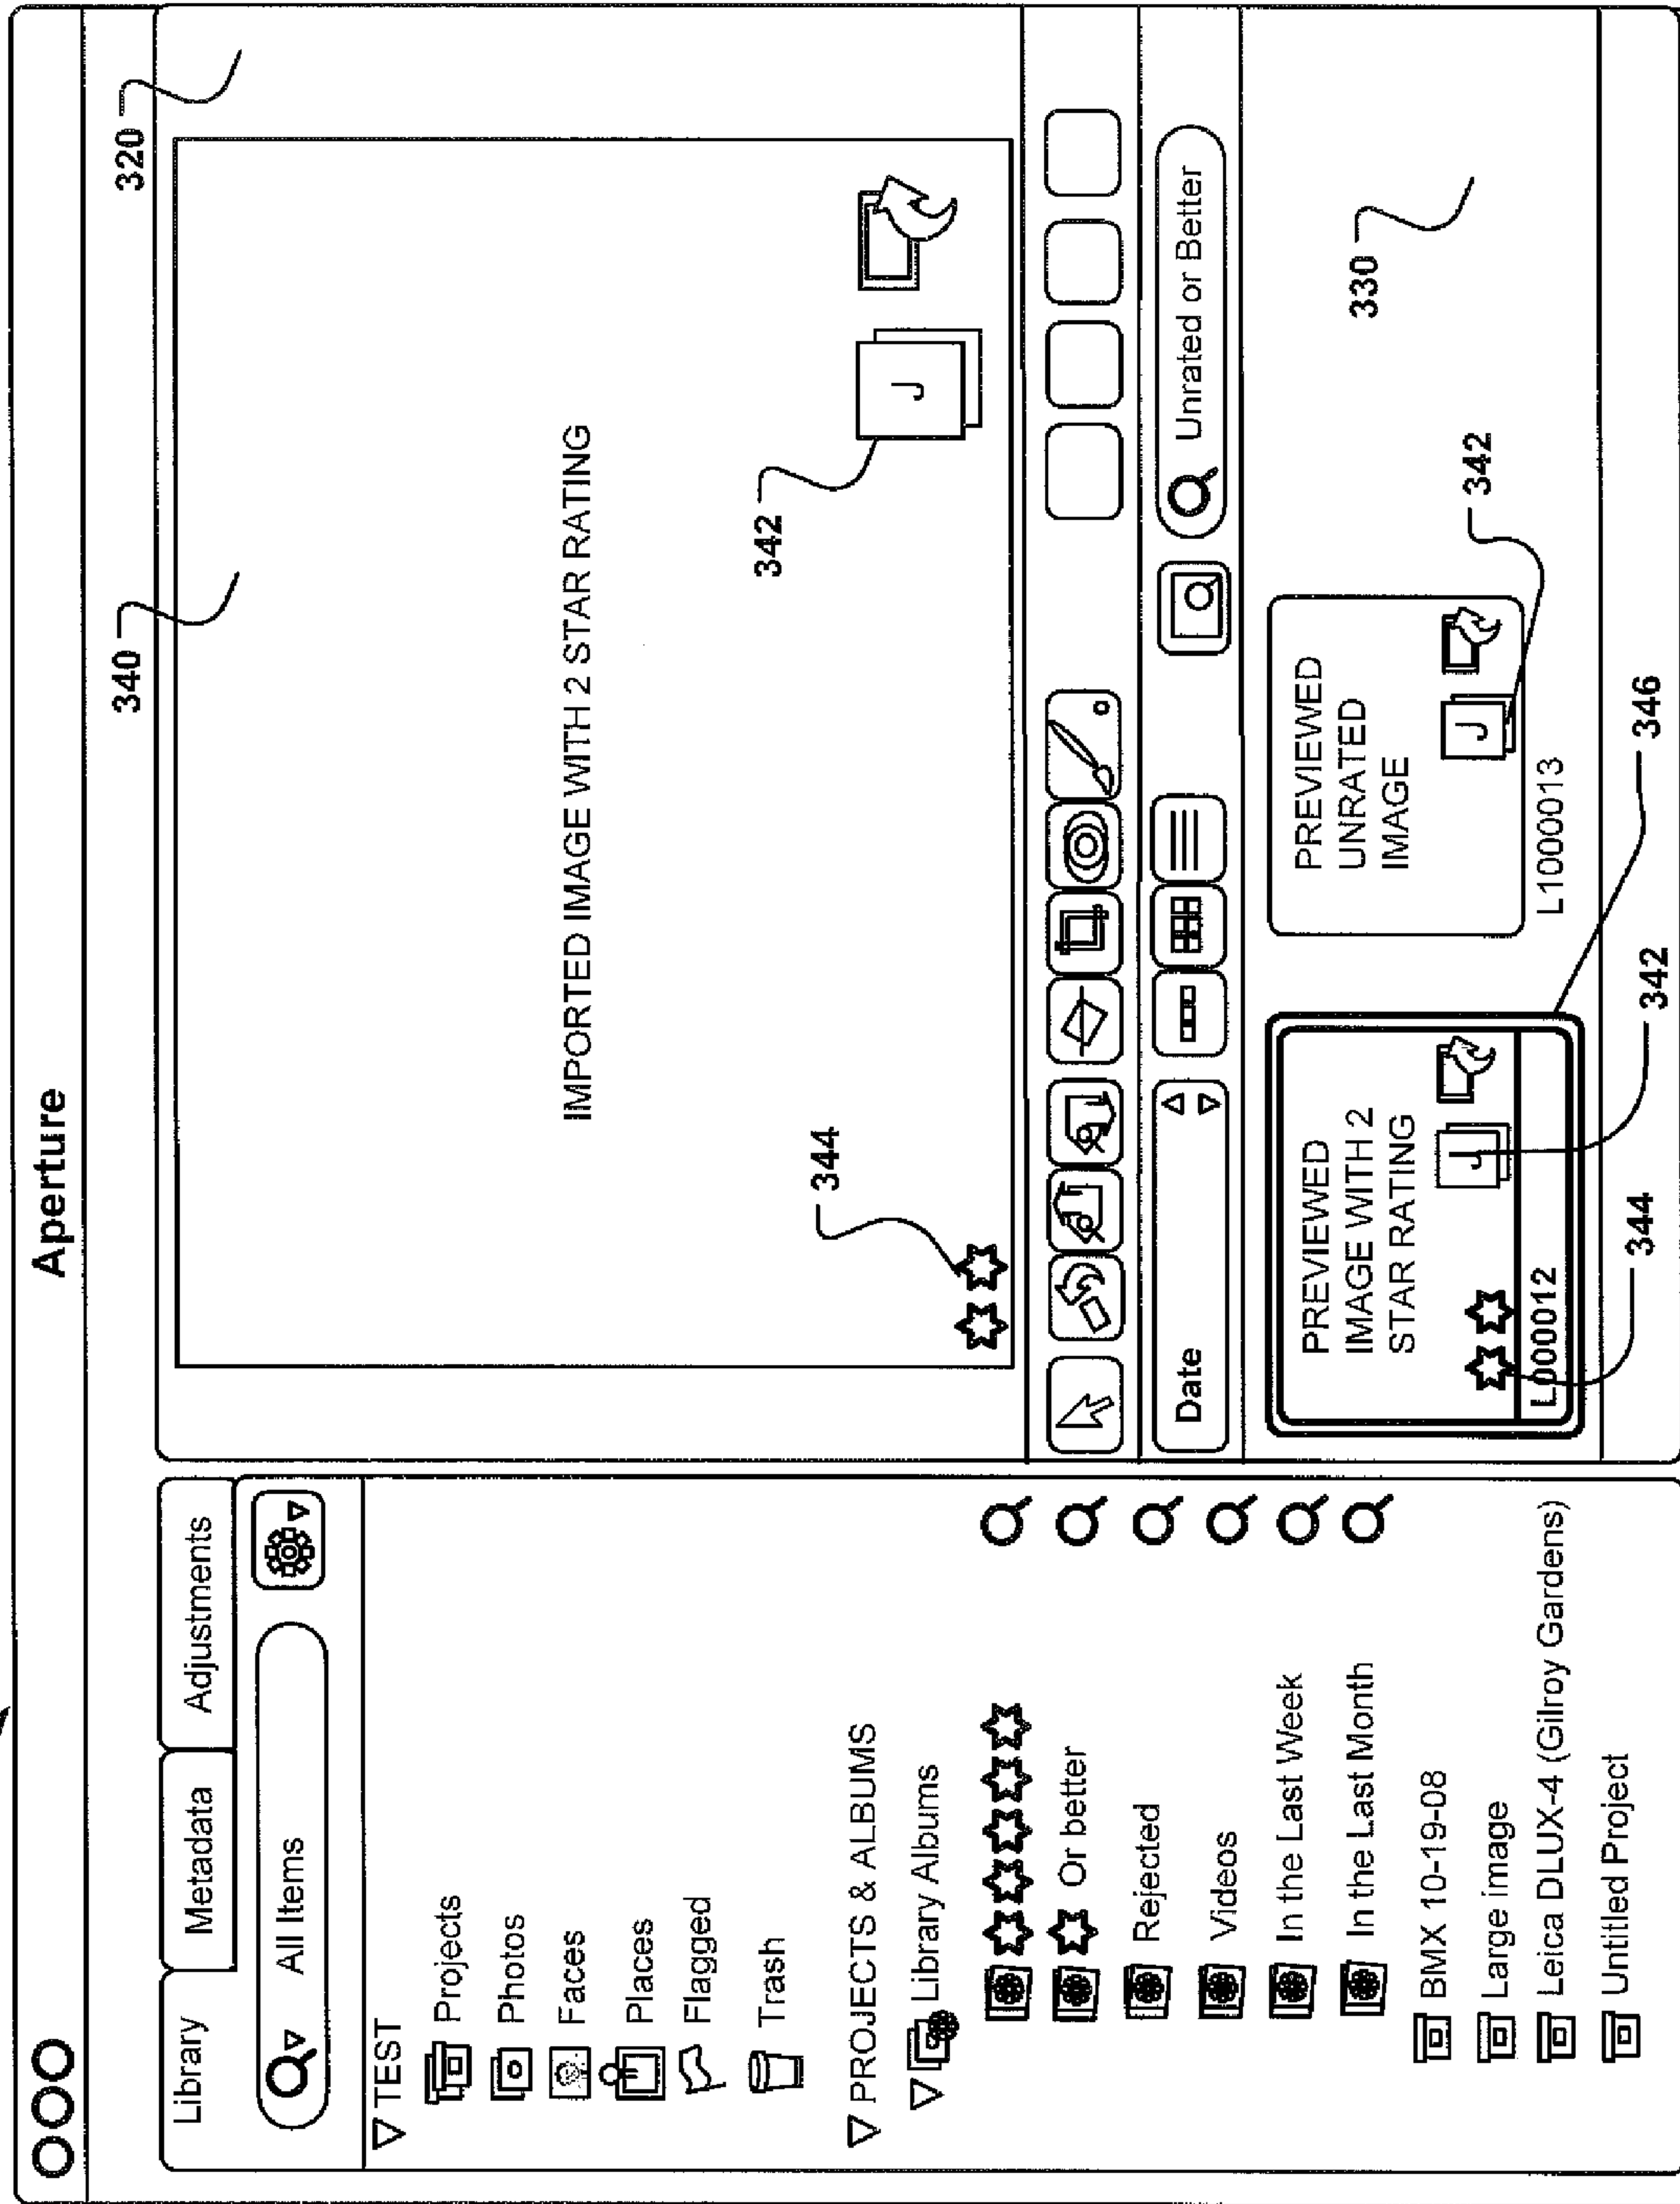 Aperture
Library
Metadata
Adjustments
All Items
TEST
Projects
Photos
Faces
Places
Flagged
Trash
PROJECTS & ALBUMS
Library Albums
Or better
Rejected
Videos
In the Last Week
In the Last Month
BMX 10-19-08
Large image
Leica DLUX-4 (Gilroy Gardens)
Untitled Project
340
320
IMPORTED IMAGE WITH 2 STAR RATING
342
J
344
Date
Unrated or Better
330
PREVIEWED
IMAGE WITH 2
STAR RATING
J
L000012
PREVIEWED
UNRATED
IMAGE
J
L1000013
342
344
342
346